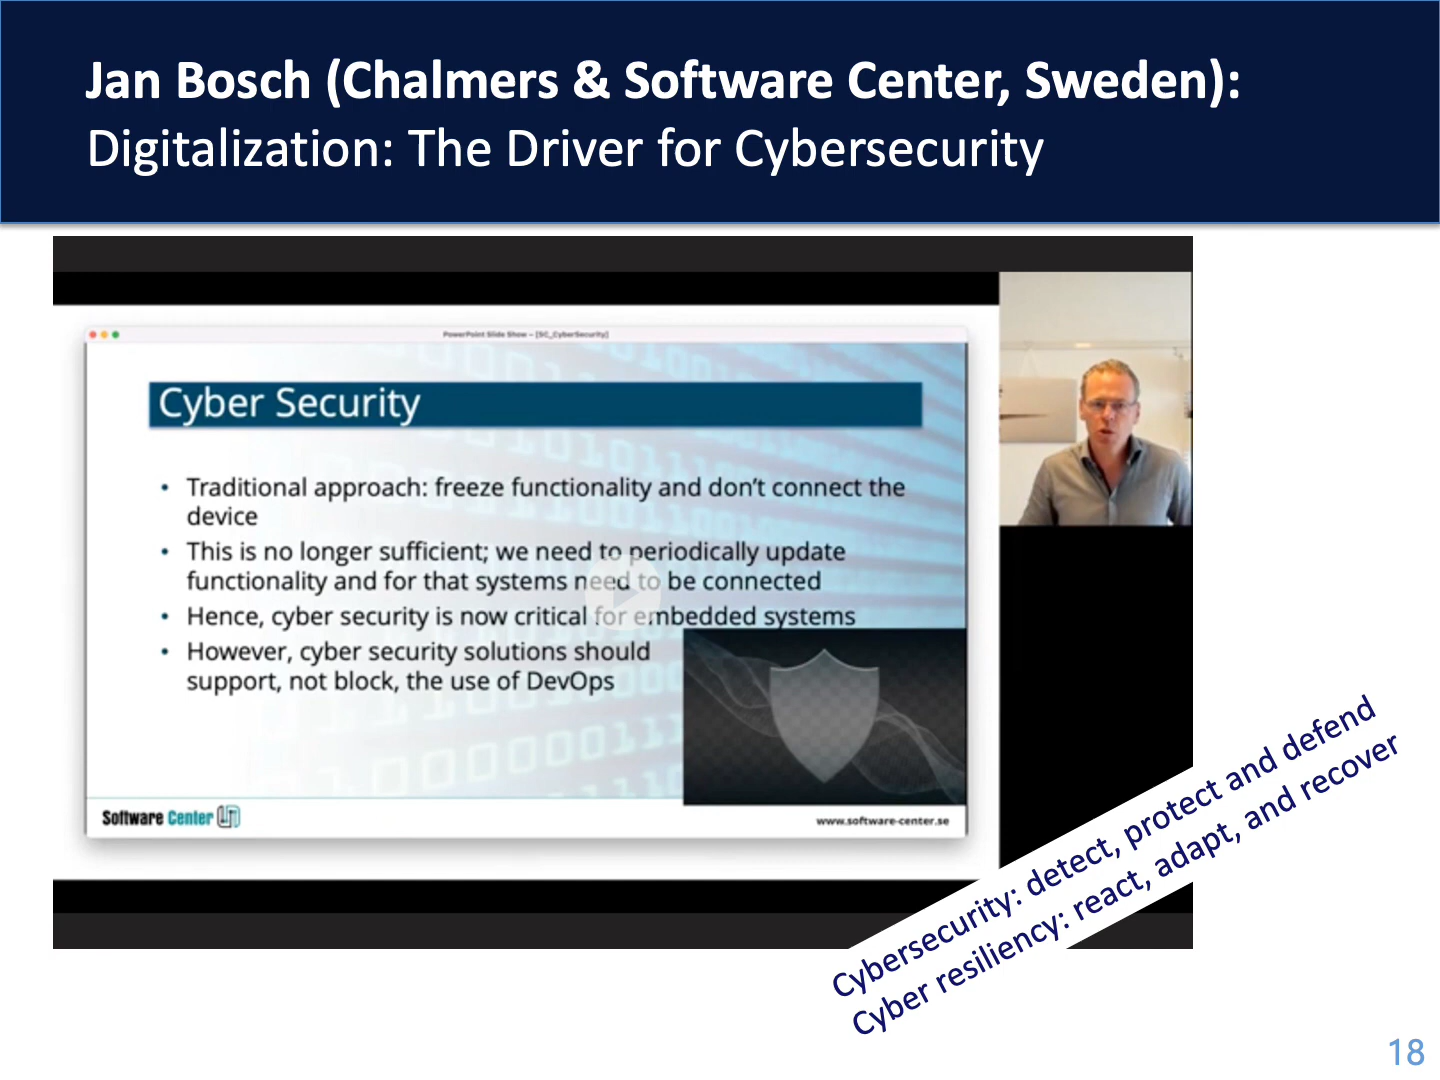 Jan Bosch (Chalmers & Software Center, Sweden):
Digitalization: The Driver for Cybersecurity
PowerPoint Slide Show – [SC_CyberSecurity]
Cyber Security
• Traditional approach: freeze functionality and don't connect the
device
• This is no longer sufficient; we need to periodically update
functionality and for that systems need to be connected
• Hence, cyber security is now critical for embedded systems
• However, cyber security solutions should
support, not block, the use of DevOps
Software Center
www.software-center.se
Cybersecurity: detect, protect and defend
Cyber resiliency: react, adapt, and recover
18